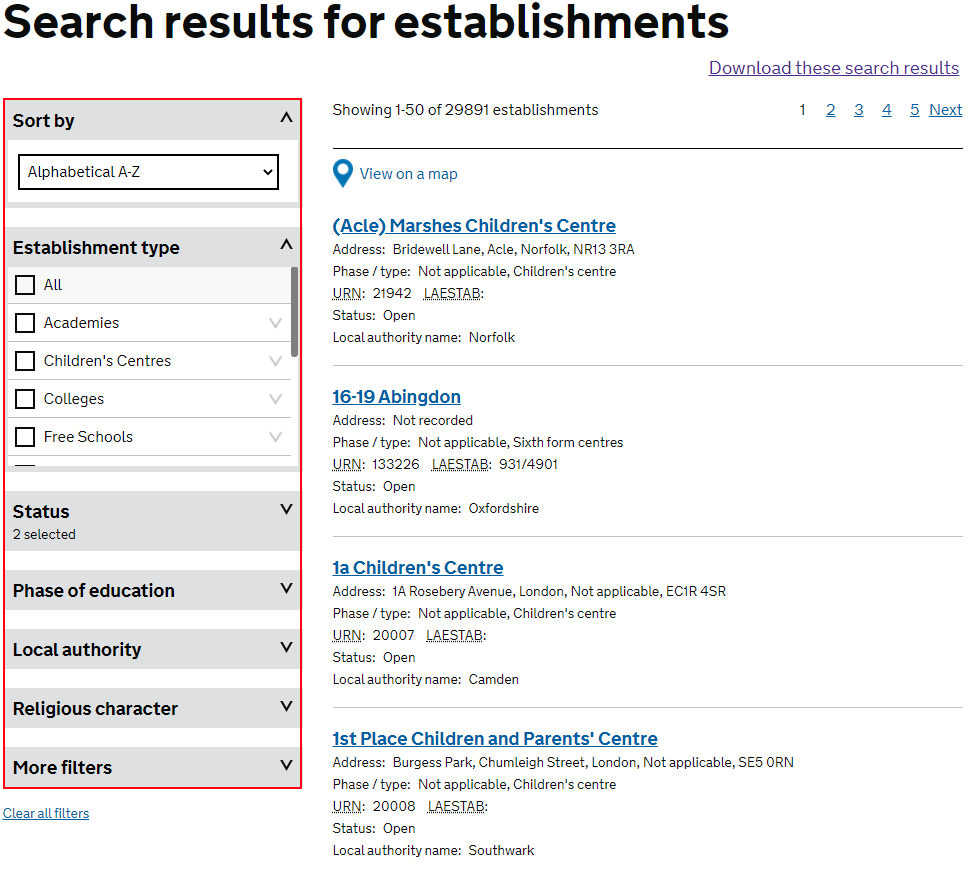 Search results for establishments
Download these search results
Sort by
Alphabetical A-Z
Establishment type
All
Academies
Children's Centres
Colleges
Free Schools
Status
2 selected
Phase of education
Local authority
Religious character
More filters
Clear all filters
Showing 1-50 of 29891 establishments
1 2 3 4 5 Next
View on a map
(Acle) Marshes Children's Centre
Address: Bridewell Lane, Acle, Norfolk, NR13 3RA
Phase / type: Not applicable, Children's centre
URN: 21942 LAESTAB:
Status: Open
Local authority name: Norfolk
16-19 Abingdon
Address: Not recorded
Phase / type: Not applicable, Sixth form centres
URN: 133226 LAESTAB: 931/4901
Status: Open
Local authority name: Oxfordshire
1a Children's Centre
Address: 1A Rosebery Avenue, London, Not applicable, EC1R 4SR
Phase / type: Not applicable, Children's centre
URN: 20007 LAESTAB:
Status: Open
Local authority name: Camden
1st Place Children and Parents' Centre
Address: Burgess Park, Chumleigh Street, London, Not applicable, SE5 0RN
Phase / type: Not applicable, Children's centre
URN: 20008 LAESTAB:
Status: Open
Local authority name: Southwark